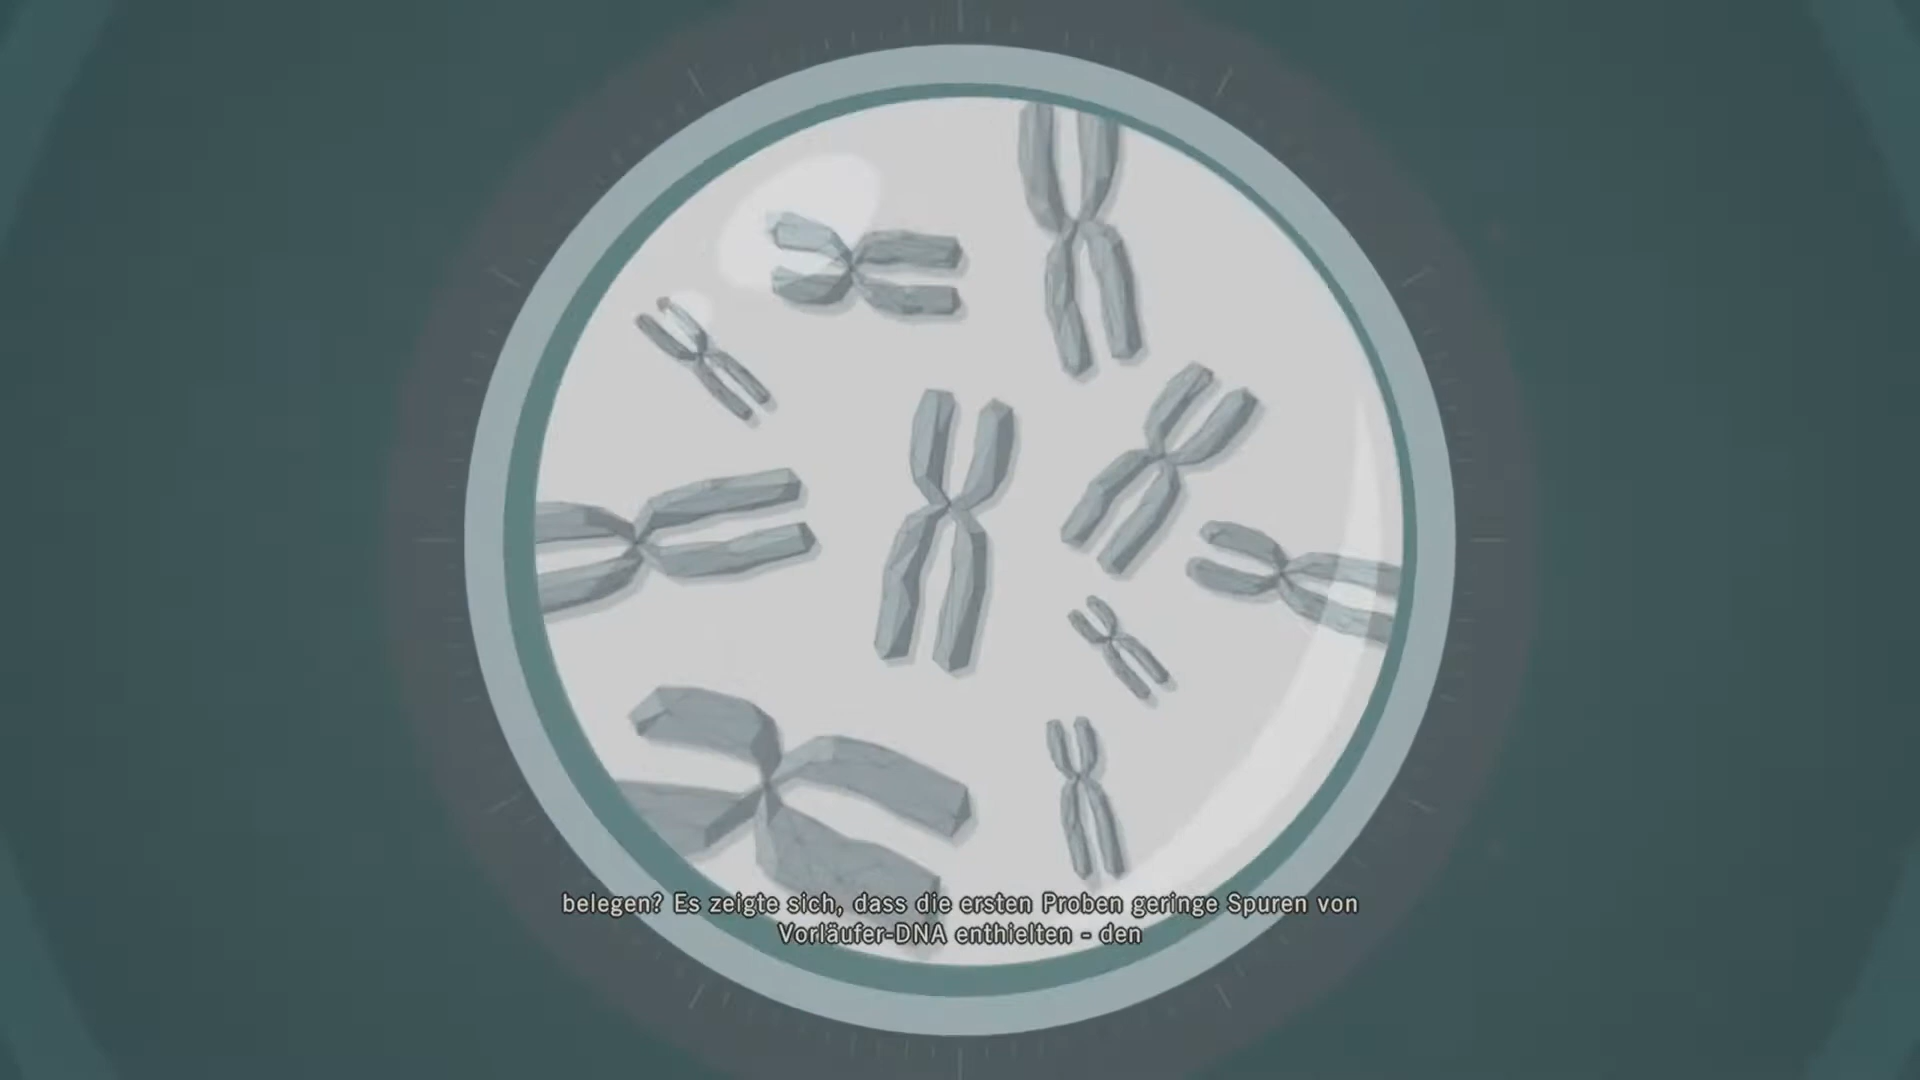 belegen? Es zeigte sich, dass die ersten Proben geringe Spuren von
Vorläufer-DNA enthielten - den